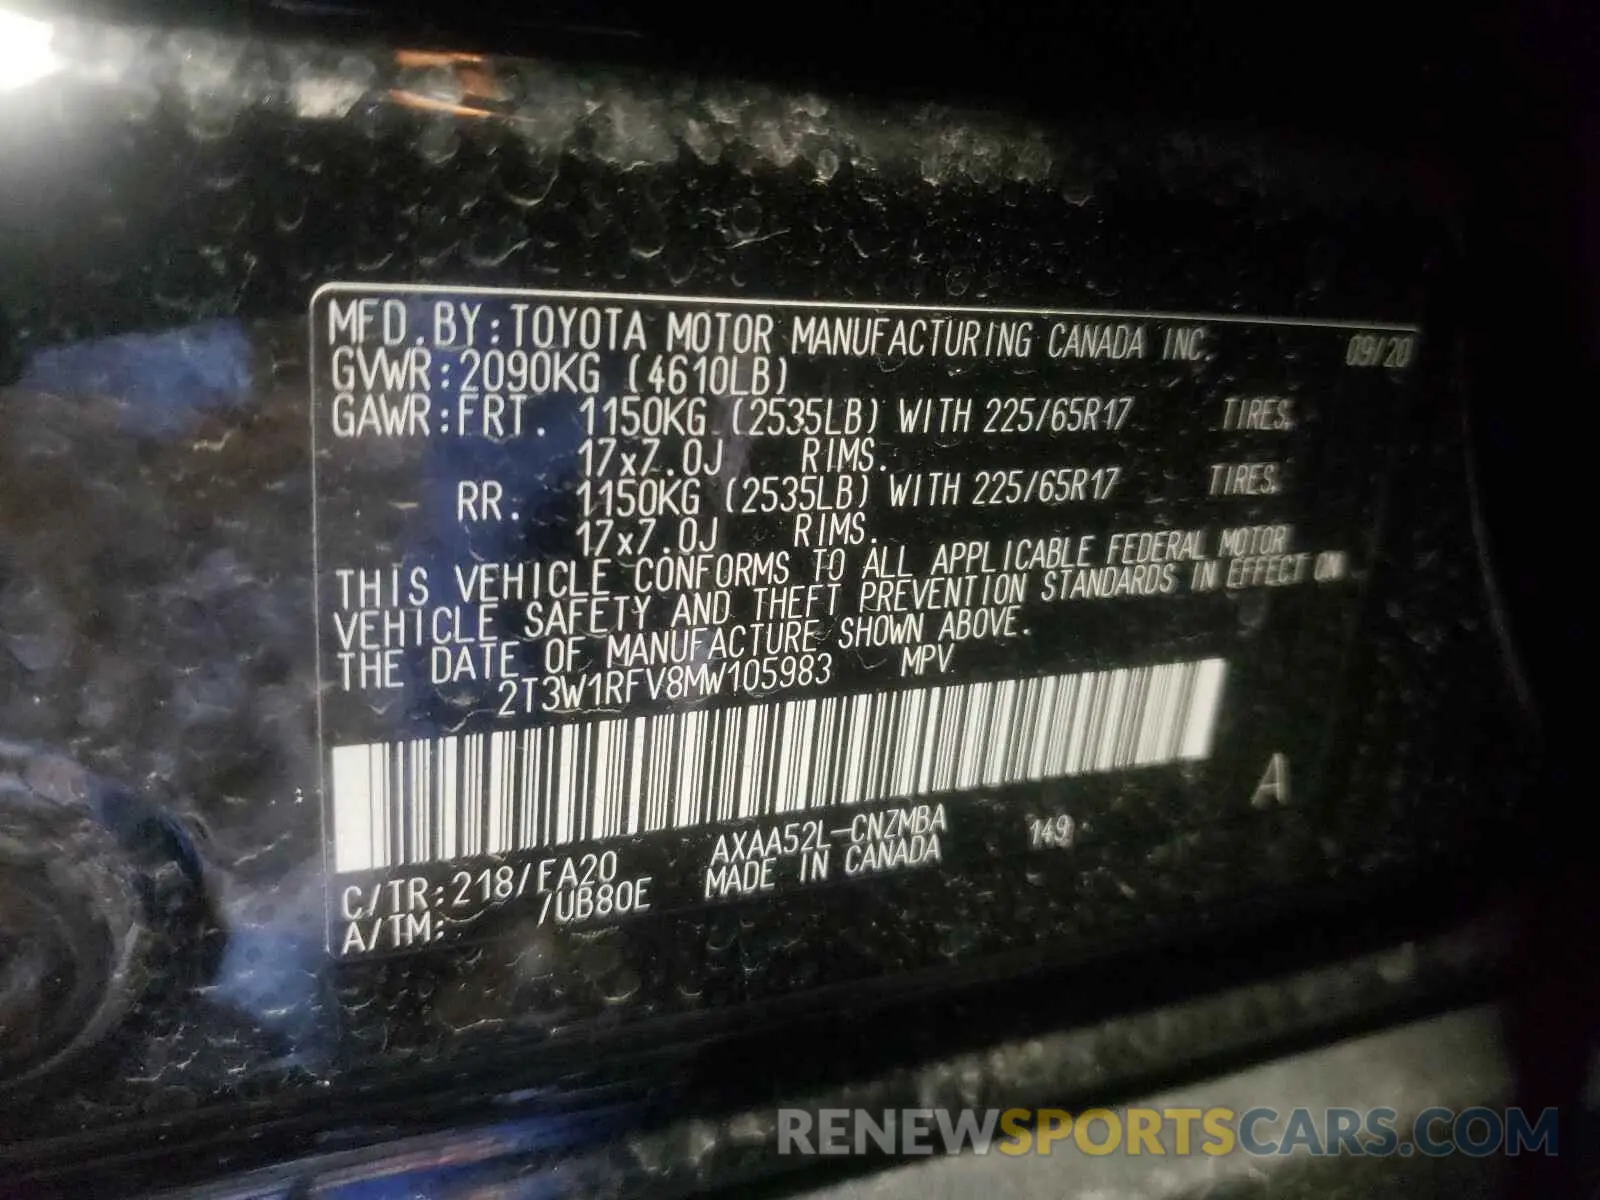 MFD.BY:TOYOTA MOTOR MANUFACTURING CANADA INC. 09/20
GVWR:2090KG (4610LB)
GAWR:FRT. 1150KG (2535LB) WITH 225/65R17 TIRES.
17x7.0J RIMS.
RR. 1150KG (2535LB) WITH 225/65R17 TIRES.
17x7.0J RIMS.
THIS VEHICLE CONFORMS TO ALL APPLICABLE FEDERAL MOTOR
VEHICLE SAFETY AND THEFT PREVENTION STANDARDS IN EFFECT ON
THE DATE OF MANUFACTURE SHOWN ABOVE.
2T3W1RFV8MW105983 MPV
A
C/TR:218/FA20 AXAA52L-CNZMBA 149
A/TM: /UB80E MADE IN CANADA
RENEWSPORTSCARS.COM